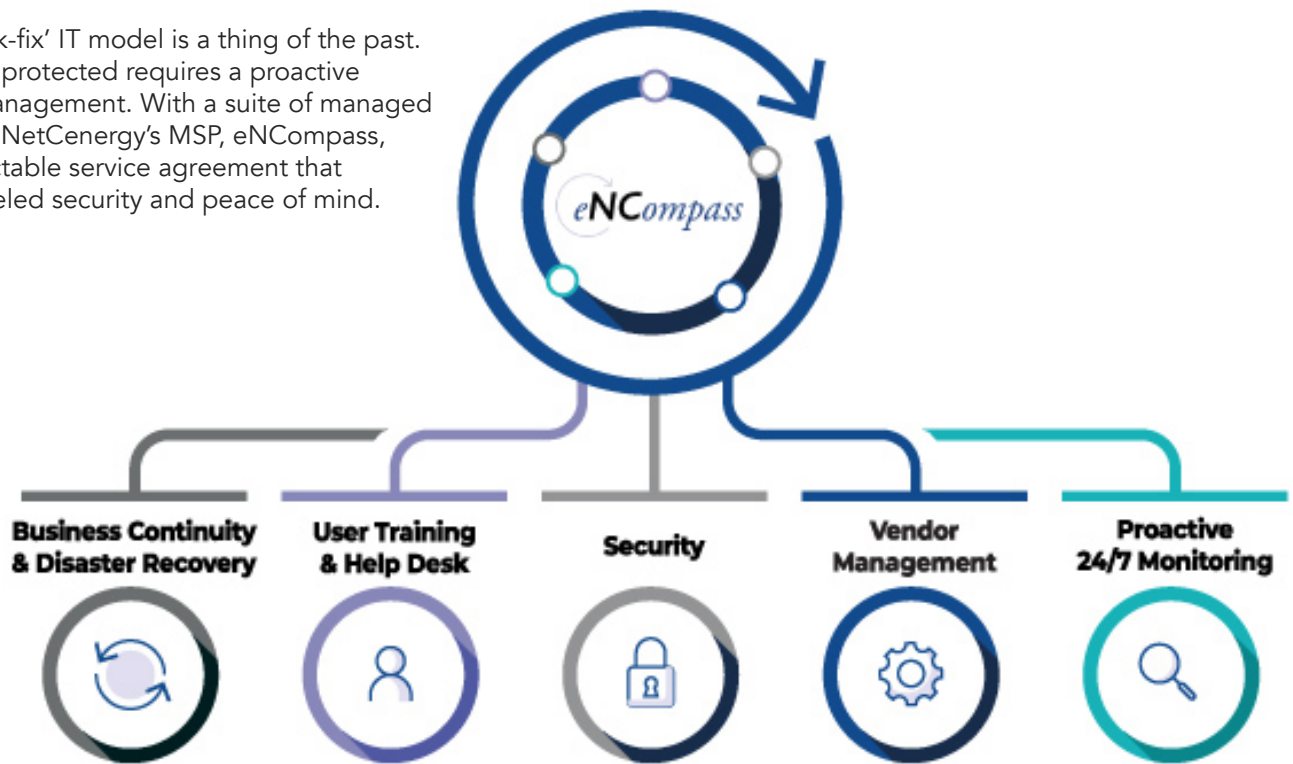 k-fix’ IT model is a thing of the past.
protected requires a proactive
anagement. With a suite of managed
NetCenergy’s MSP, eNCompass,
ctable service agreement that
eled security and peace of mind.
eNCompass
Business Continuity
& Disaster Recovery
User Training
& Help Desk
Security
Vendor
Management
Proactive
24/7 Monitoring